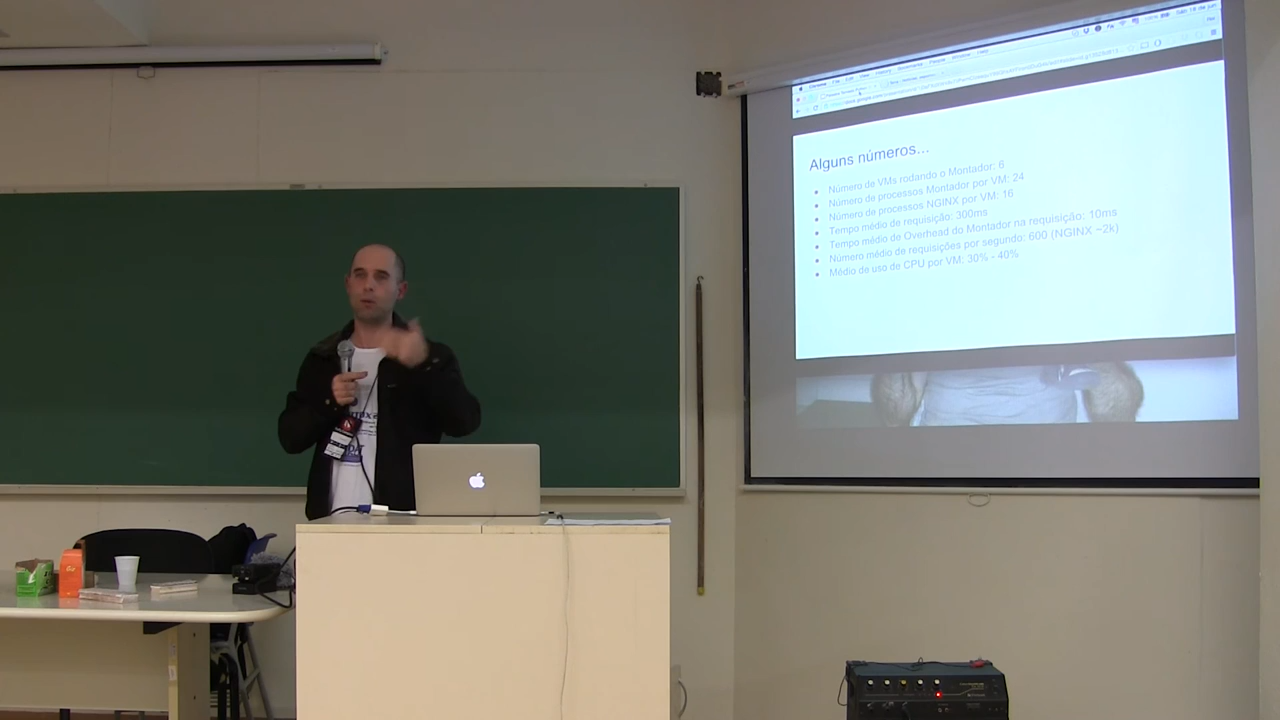 Alguns números...
Número de VMs rodando o Montador: 6
Número de processos Montador por VM: 24
Número de processos NGINX por VM: 16
Tempo médio de requisição: 300ms
Tempo médio de Overhead do Montador na requisição: 10ms
Número médio de requisições por segundo: 600 (NGINX ~2k)
Médio de uso de CPU por VM: 30% - 40%